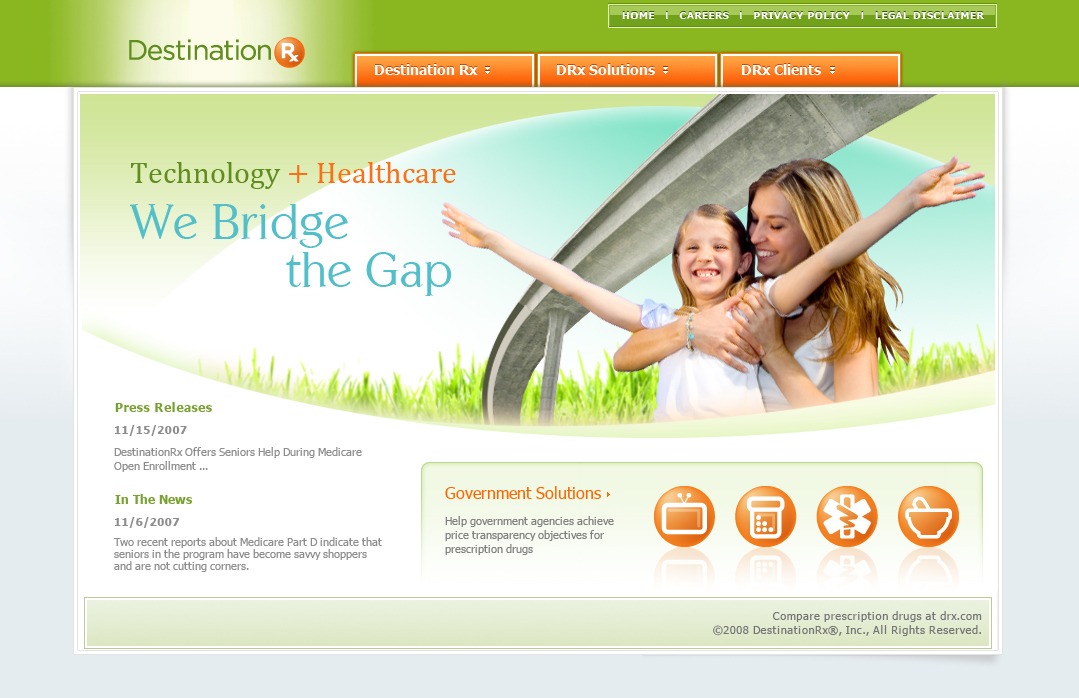 HOME
CAREERS
PRIVACY POLICY
LEGAL DISCLAIMER
Destination Rx
Destination Rx
DRx Solutions
DRx Clients
Technology + Healthcare
We Bridge
the Gap
Press Releases
11/15/2007
DestinationRx Offers Seniors Help During Medicare
Open Enrollment ...
In The News
11/6/2007
Two recent reports about Medicare Part D indicate that
seniors in the program have become savvy shoppers
and are not cutting corners.
Government Solutions
Help government agencies achieve
price transparency objectives for
prescription drugs
Compare prescription drugs at drx.com
©2008 DestinationRx®, Inc., All Rights Reserved.